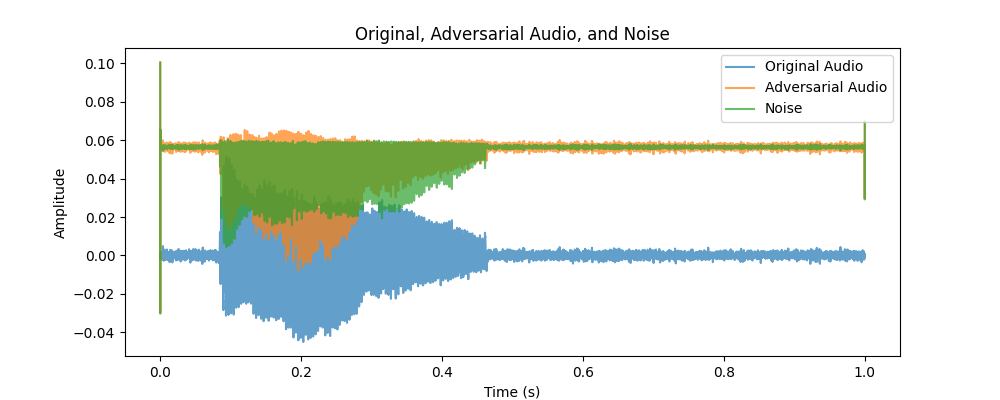 Original, Adversarial Audio, and Noise
Original Audio
Adversarial Audio
Noise
Amplitude
0.10
0.08
0.06
0.04
0.02
0.00
−0.02
−0.04
0.0 0.2 0.4 0.6 0.8 1.0
Time (s)